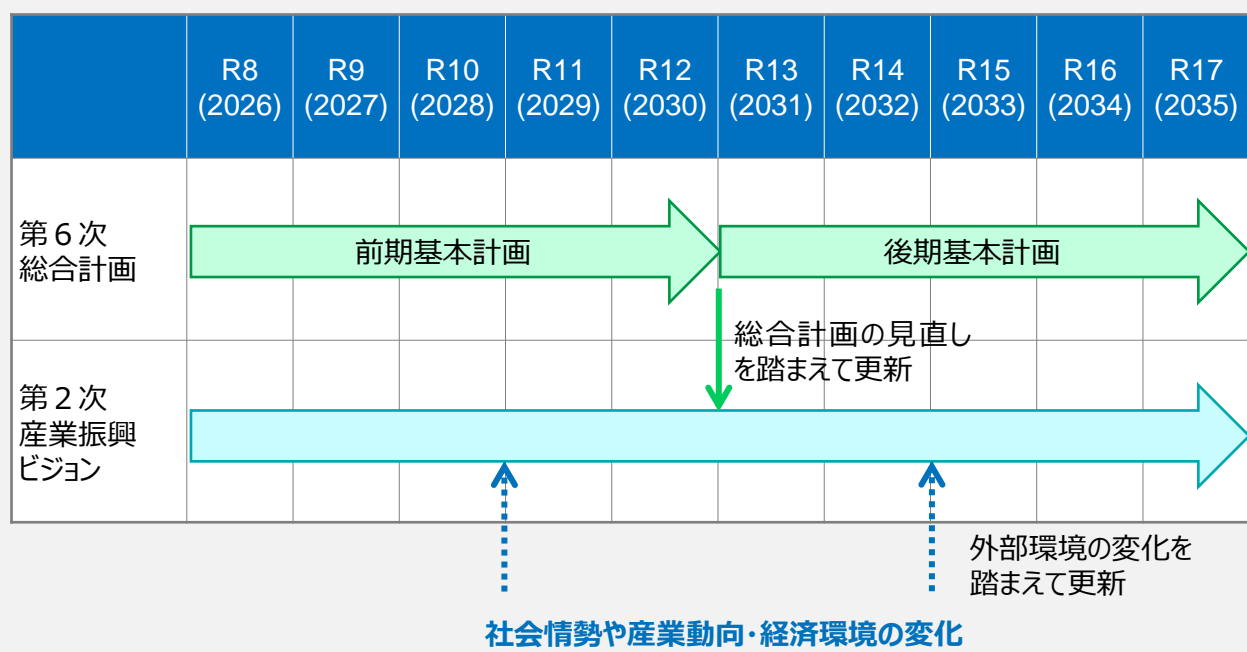 R8 R9 R10 R11 R12 R13 R14 R15 R16 R17
(2026) (2027) (2028) (2029) (2030) (2031) (2032) (2033) (2034) (2035)
第６次
総合計画
前期基本計画
後期基本計画
総合計画の見直し
を踏まえて更新
第２次
産業振興
ビジョン
外部環境の変化を
踏まえて更新
社会情勢や産業動向・経済環境の変化